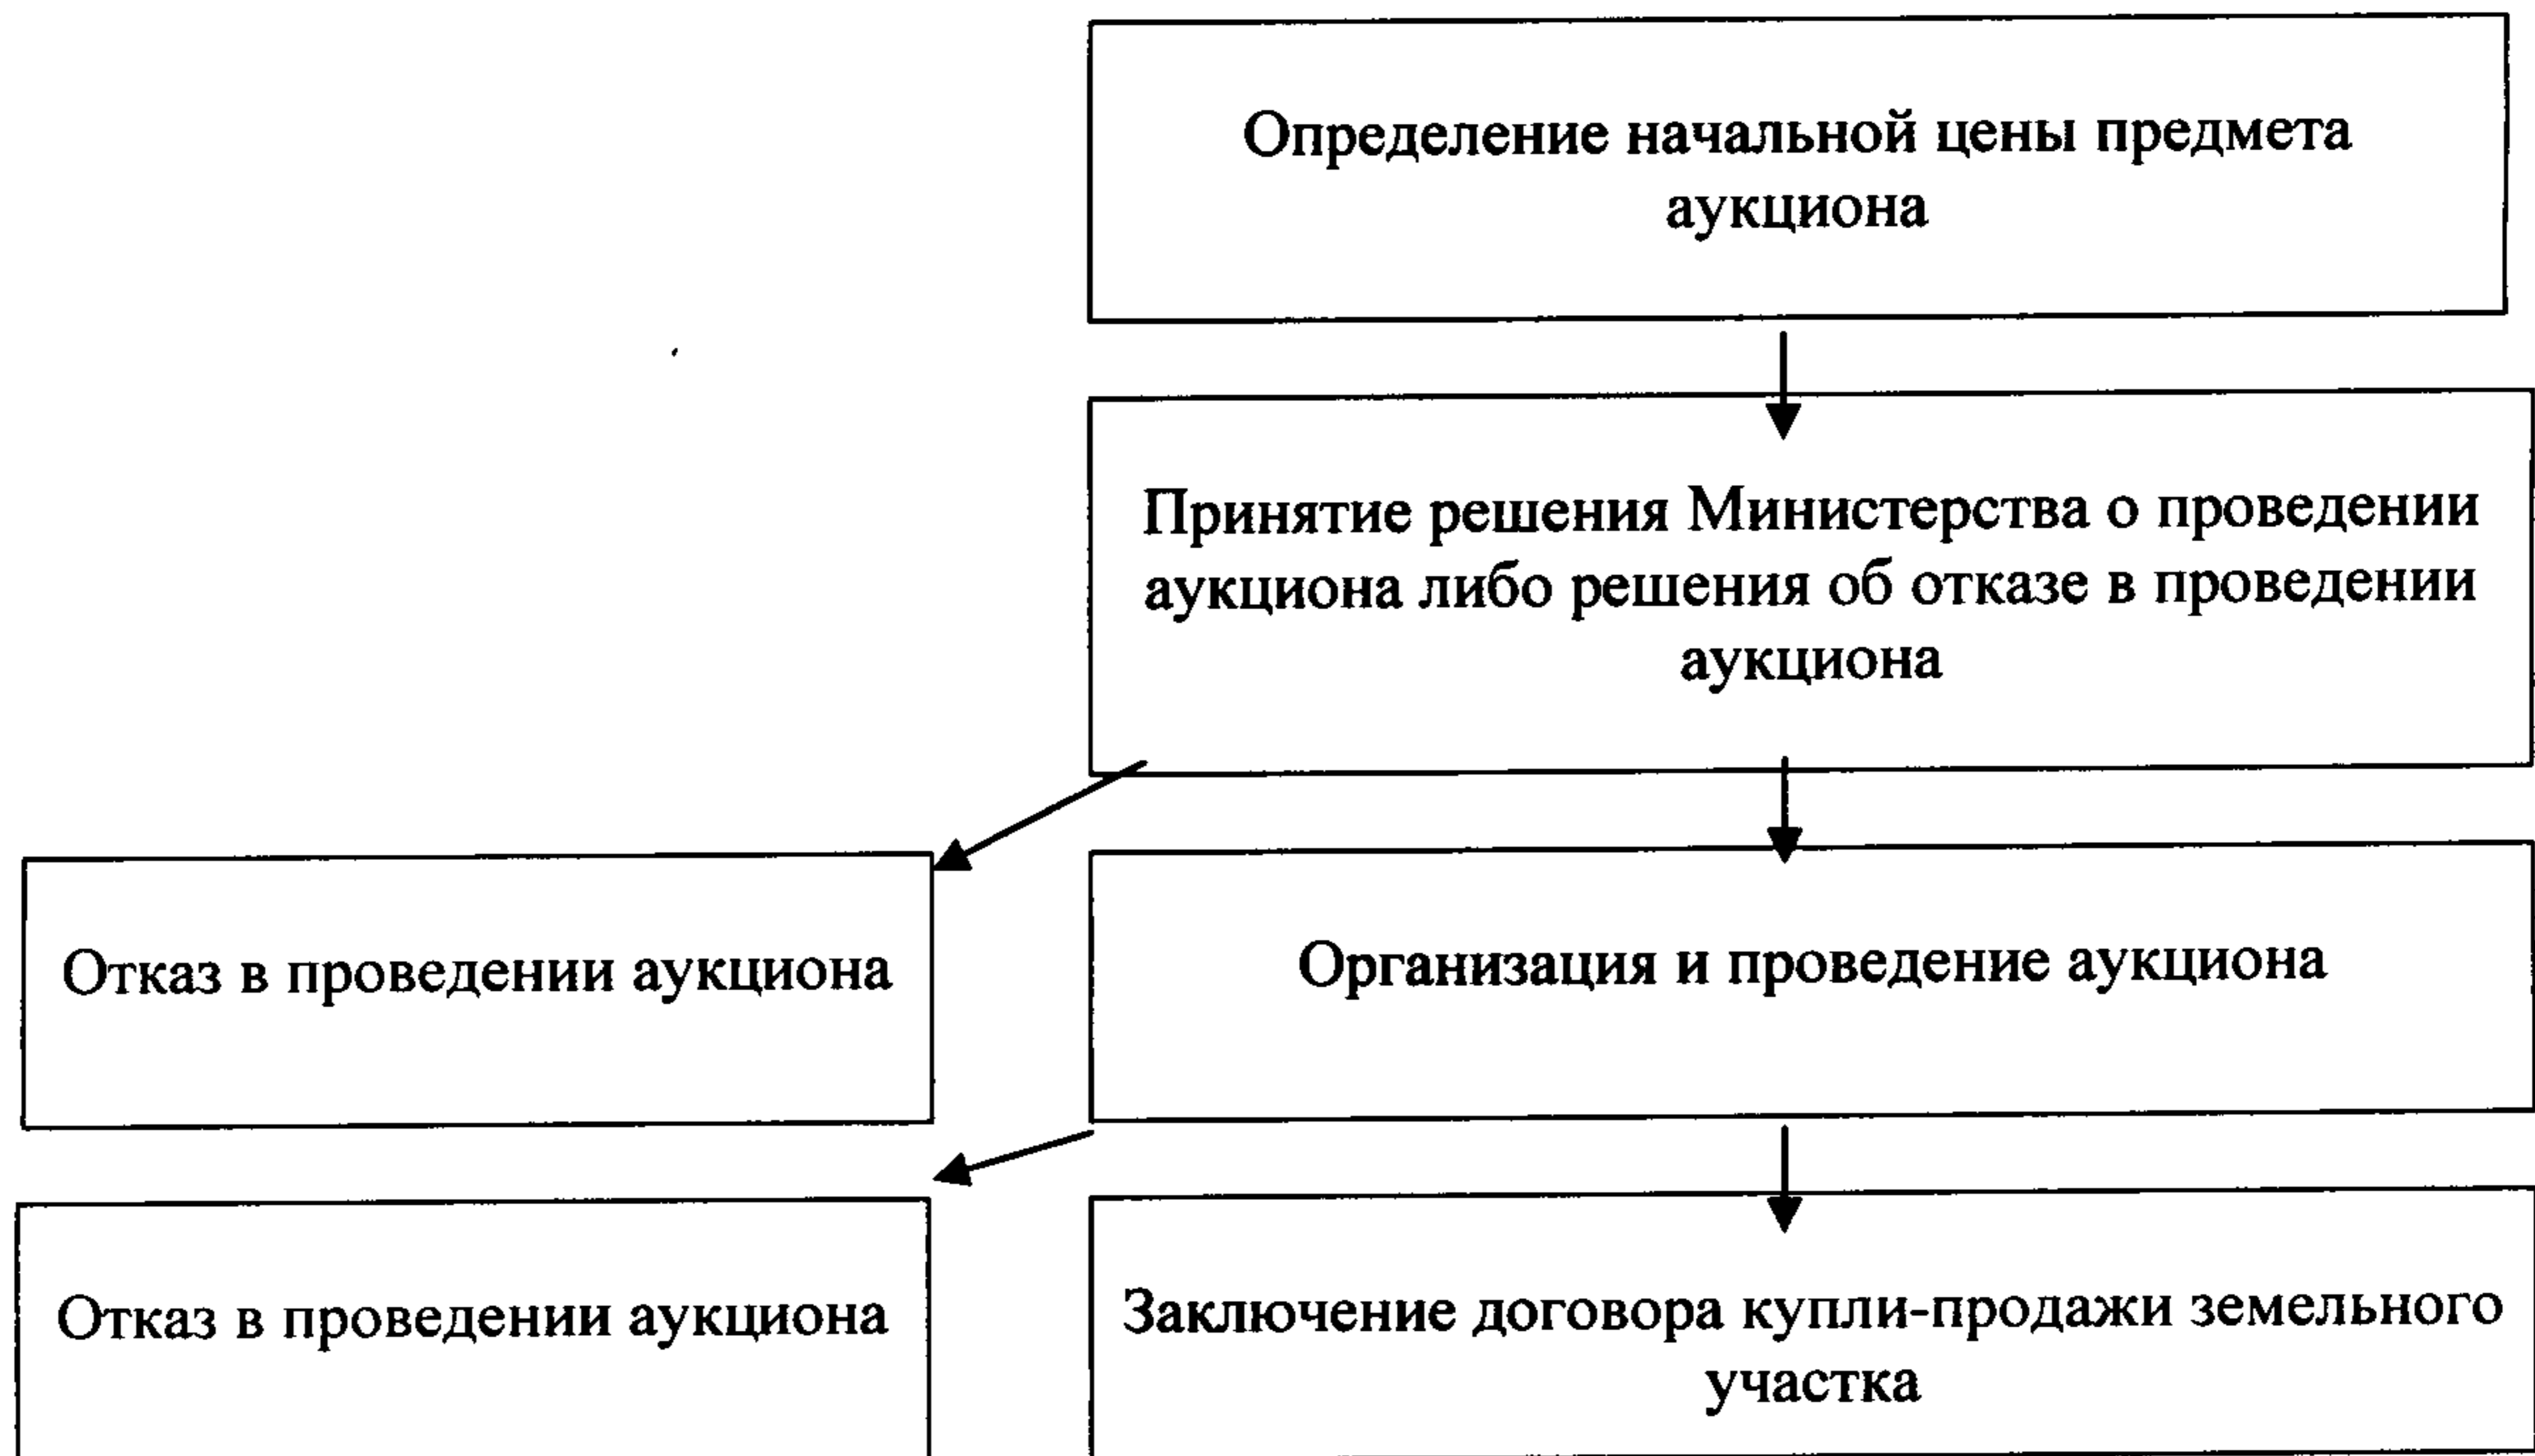 Определение начальной цены предмета
аукциона
Принятие решения Министерства о проведении
аукциона либо решения об отказе в проведении
аукциона
Отказ в проведении аукциона
Организация и проведение аукциона
Отказ в проведении аукциона
Заключение договора купли-продажи земельного
участка